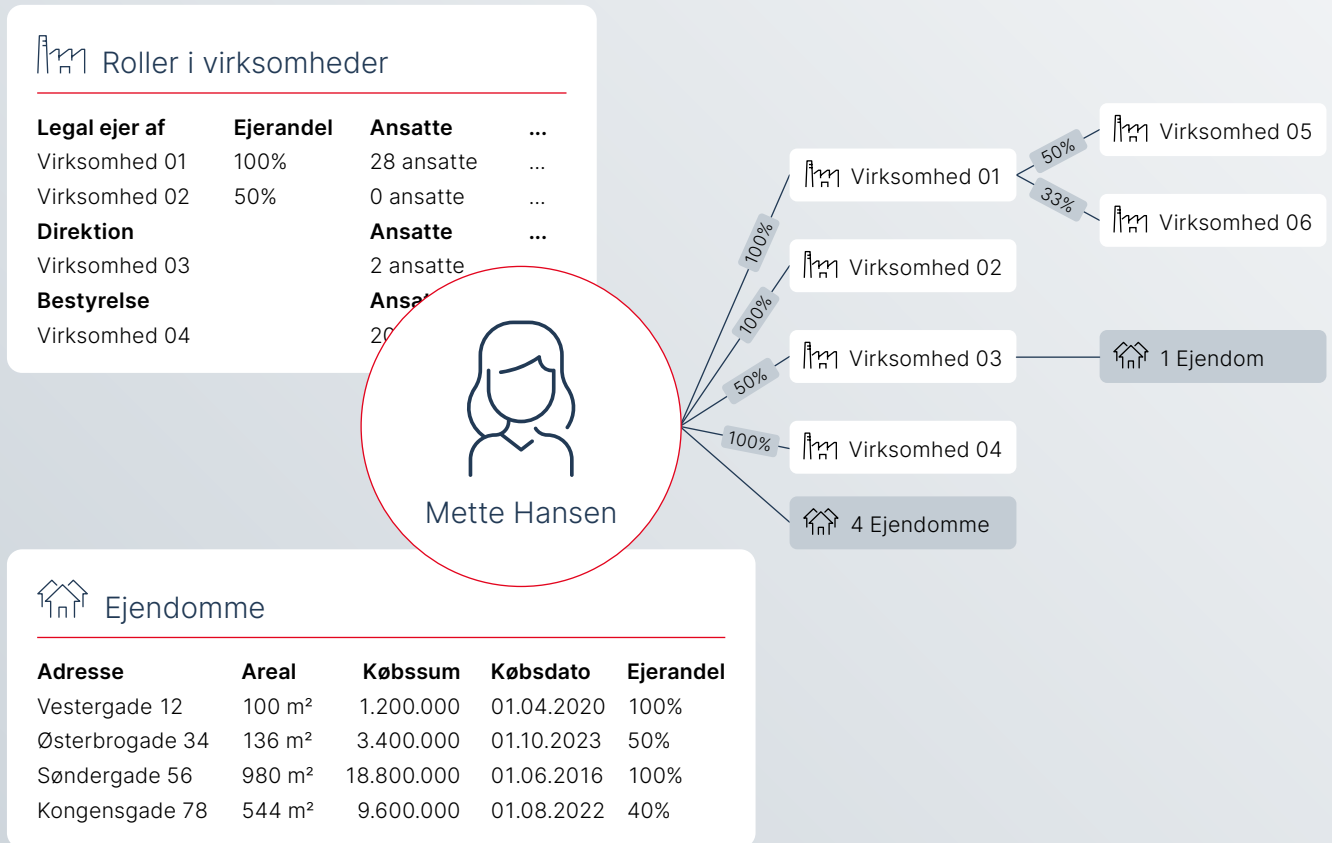 Roller i virksomheder
Legal ejer af Ejerandel Ansatte ...
Virksomhed 01 100% 28 ansatte ...
Virksomhed 02 50% 0 ansatte ...
Direktion Ansatte ...
Virksomhed 03 2 ansatte
Bestyrelse
Virksomhed 04
Mette Hansen
100%
Virksomhed 01
50%
Virksomhed 05
33%
Virksomhed 06
100%
Virksomhed 02
50%
Virksomhed 03
1 Ejendom
100%
Virksomhed 04
4 Ejendomme
Ejendomme
Adresse Areal Købssum Købsdato Ejerandel
Vestergade 12 100 m² 1.200.000 01.04.2020 100%
Østerbrogade 34 136 m² 3.400.000 01.10.2023 50%
Søndergade 56 980 m² 18.800.000 01.06.2016 100%
Kongensgade 78 544 m² 9.600.000 01.08.2022 40%